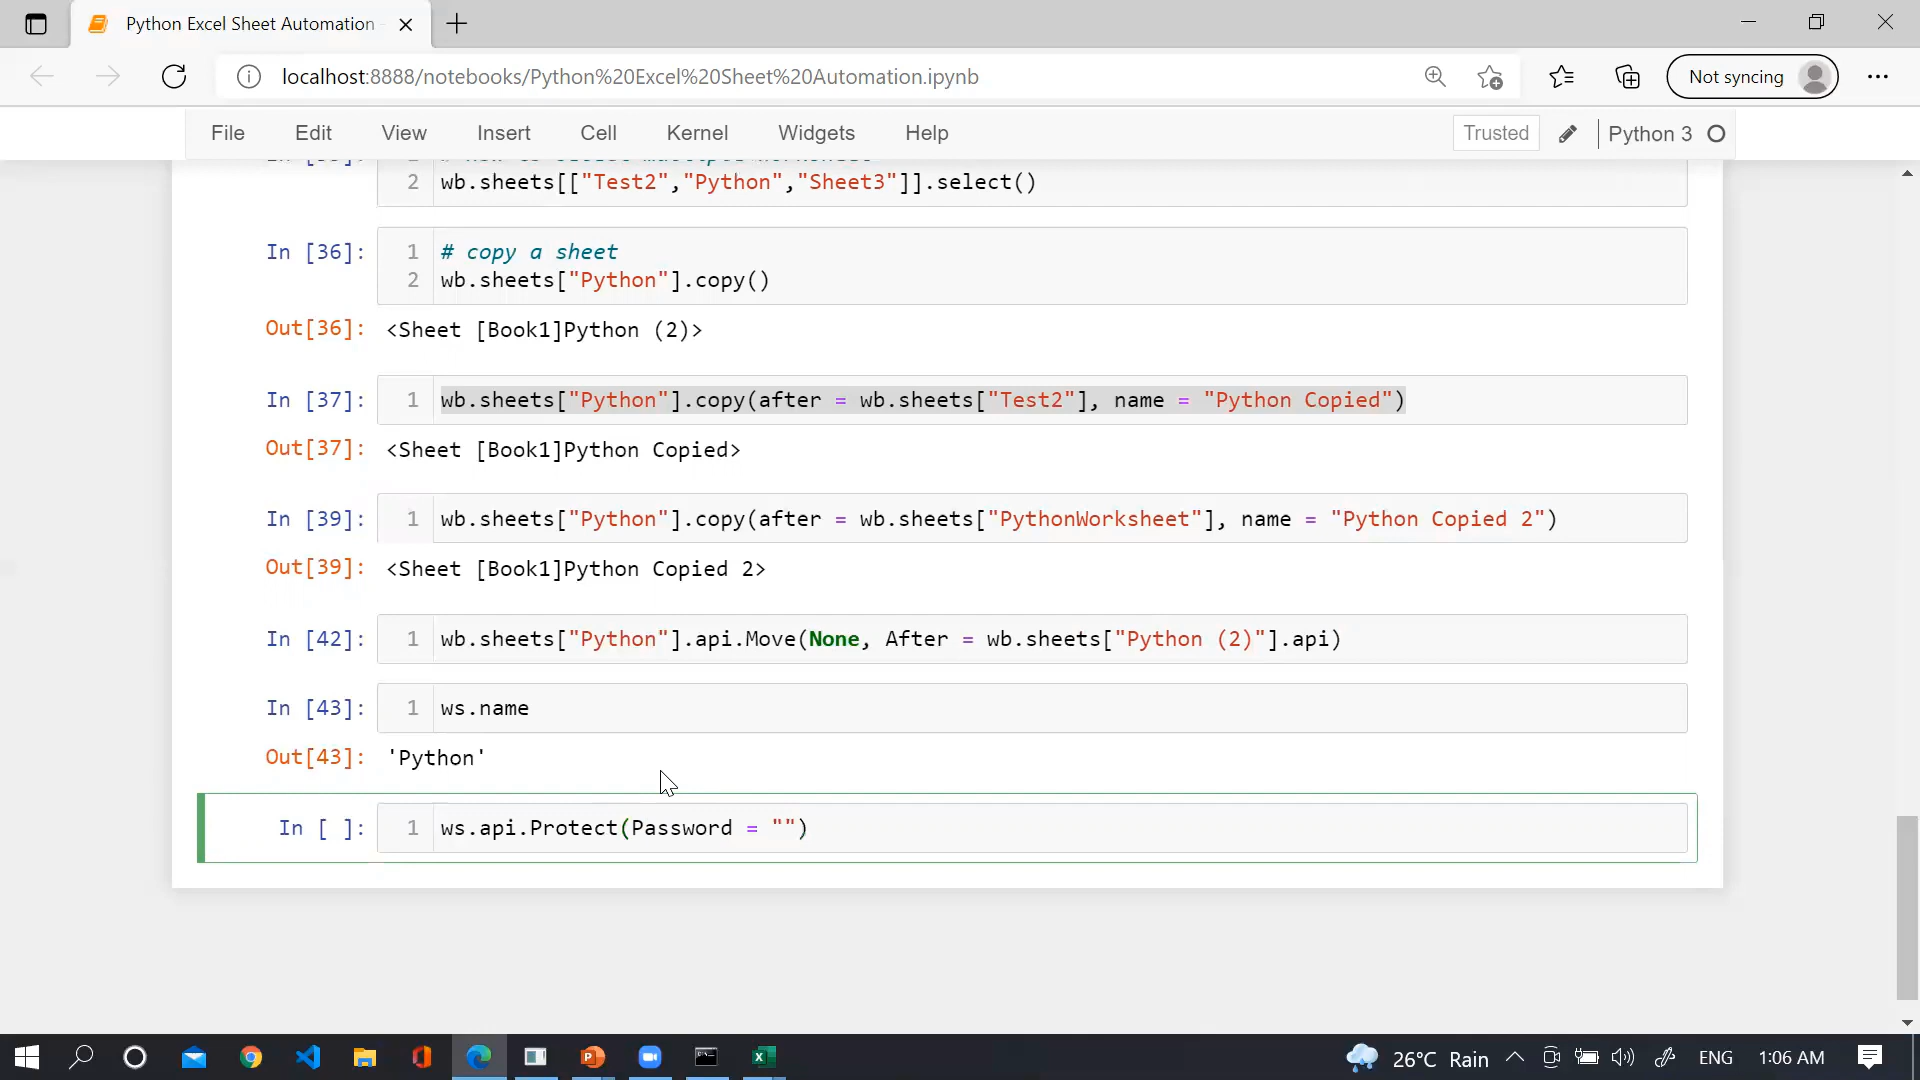 Python Excel Sheet Automation
localhost:8888/notebooks/Python%20Excel%20Sheet%20Automation.ipynb
Not syncing
File Edit View Insert Cell Kernel Widgets Help
Trusted
Python 3
2 wb.sheets[["Test2","Python","Sheet3"]].select()
In [36]:
1 # copy a sheet
2 wb.sheets["Python"].copy()
Out[36]: <Sheet [Book1]Python (2)>
In [37]: 1 wb.sheets["Python"].copy(after = wb.sheets["Test2"], name = "Python Copied")
Out[37]: <Sheet [Book1]Python Copied>
In [39]: 1 wb.sheets["Python"].copy(after = wb.sheets["PythonWorksheet"], name = "Python Copied 2")
Out[39]: <Sheet [Book1]Python Copied 2>
In [42]: 1 wb.sheets["Python"].api.Move(None, After = wb.sheets["Python (2)"].api)
In [43]: 1 ws.name
Out[43]: 'Python'
In [ ]: 1 ws.api.Protect(Password = "")
26°C Rain
ENG
1:06 AM